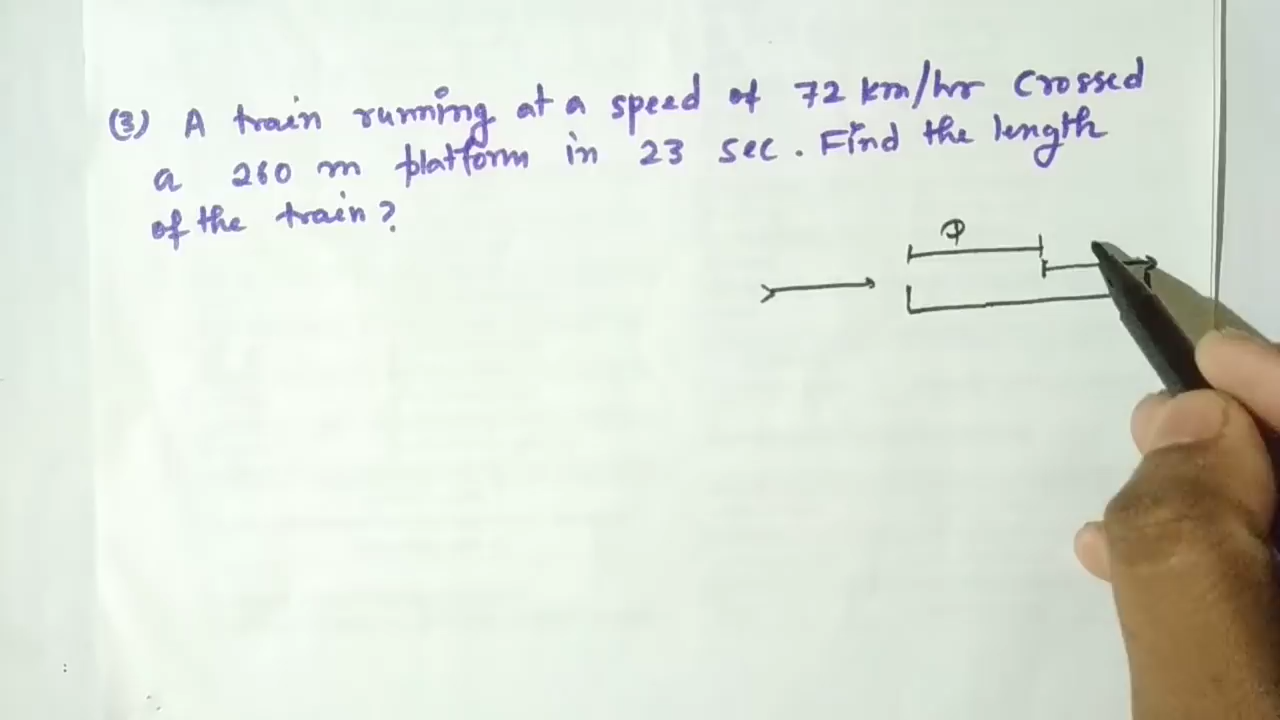 (3) A train running at a speed of 72 km/hr crossed
a 260 m platform in 23 sec. Find the length
of the train?
P